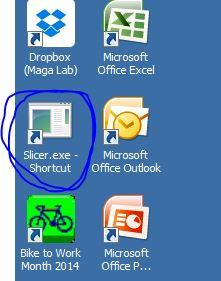 Dropbox
(Maga Lab)
Microsoft
Office Excel
Slicer.exe -
Shortcut
Microsoft
Office Outlook
Bike to Work
Month 2014
Microsoft
Office P...